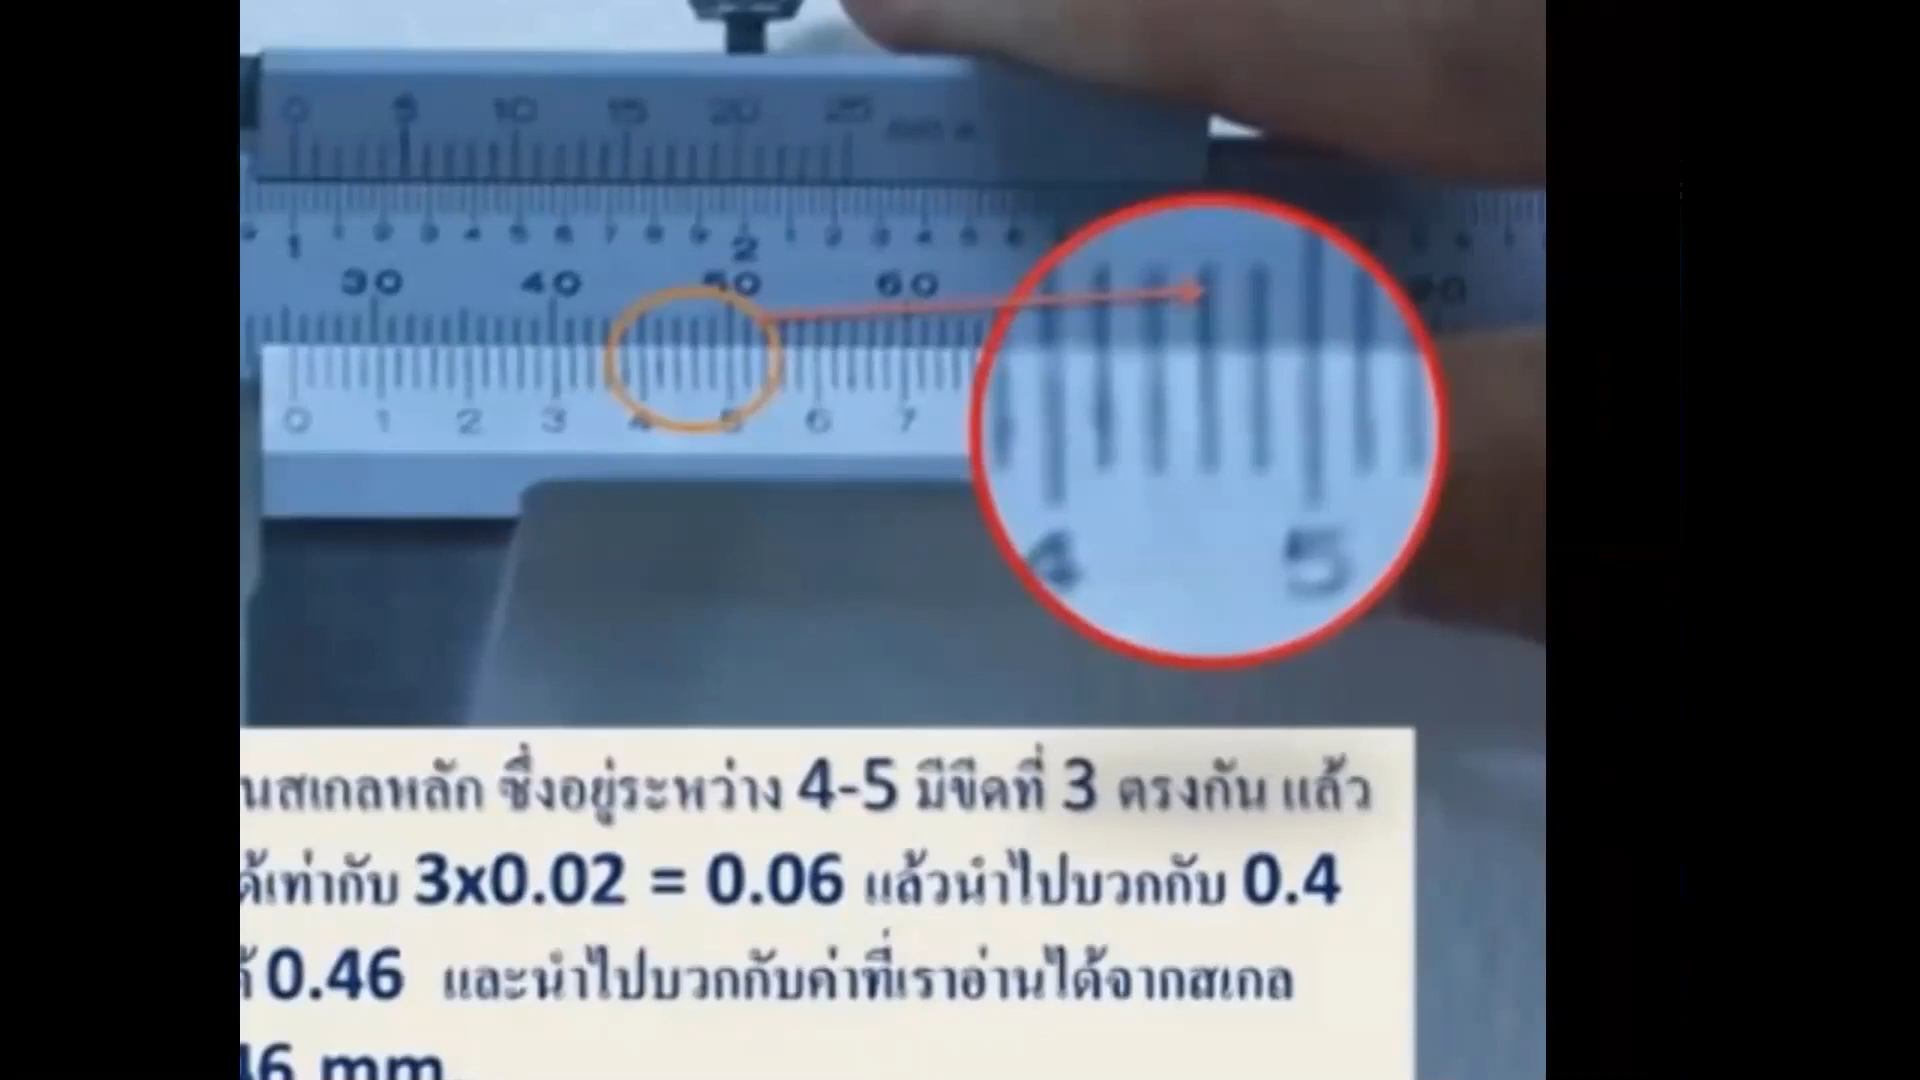 0 5 10 15 20 25
1 1 2 3 4 5 6 7 8 9 2 1 2 3 4 5 6
30 40 50 60
0 1 2 3 4 5 6 7
4 5
นสเกลหลัก ซึ่งอยู่ระหว่าง 4-5 มีขีดที่ 3 ตรงกัน แล้ว
ด้เท่ากับ 3x0.02 = 0.06 แล้วนำไปบวกกับ 0.4
0.46 และนำไปบวกกับค่าที่เราอ่านได้จากสเกล
46 mm.